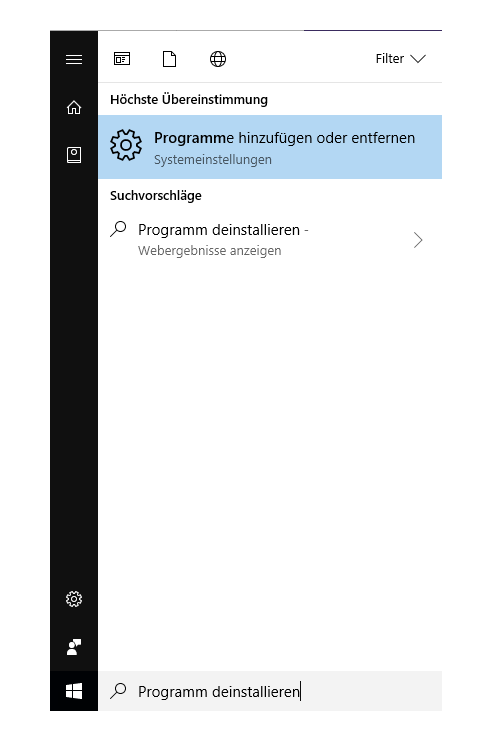 Filter
Höchste Übereinstimmung
Programme hinzufügen oder entfernen
Systemeinstellungen
Suchvorschläge
Programm deinstallieren -
Webergebnisse anzeigen
Programm deinstallieren